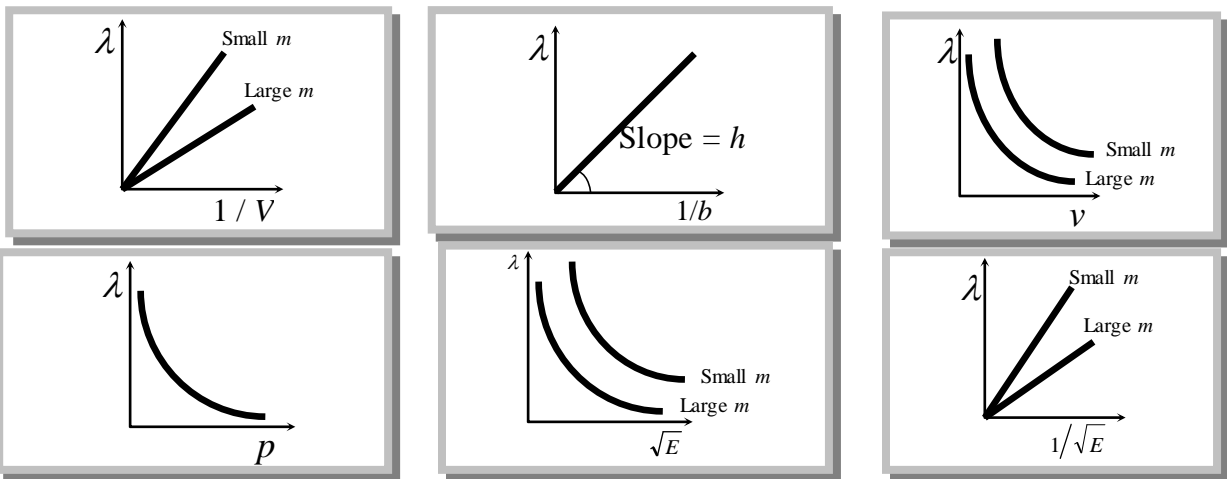 λ
Small m
Large m
1 / V
λ
Slope = h
1/b
λ
Small m
Large m
v
λ
p
λ
Small m
Large m
√E
λ
Small m
Large m
1/√E